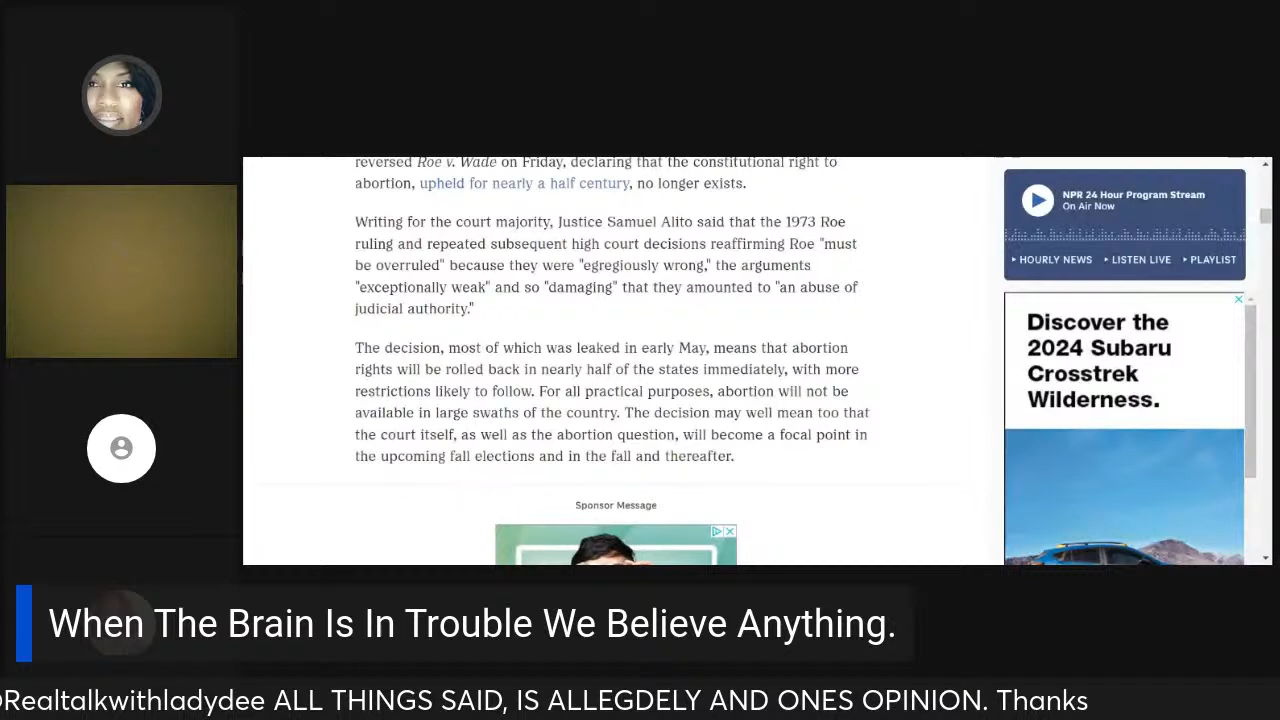 reversed Roe v. Wade on Friday, declaring that the constitutional right to
abortion, upheld for nearly a half century, no longer exists.
Writing for the court majority, Justice Samuel Alito said that the 1973 Roe
ruling and repeated subsequent high court decisions reaffirming Roe "must
be overruled" because they were "egregiously wrong," the arguments
"exceptionally weak" and so "damaging" that they amounted to "an abuse of
judicial authority."
The decision, most of which was leaked in early May, means that abortion
rights will be rolled back in nearly half of the states immediately, with more
restrictions likely to follow. For all practical purposes, abortion will not be
available in large swaths of the country. The decision may well mean too that
the court itself, as well as the abortion question, will become a focal point in
the upcoming fall elections and in the fall and thereafter.
Sponsor Message
NPR 24 Hour Program Stream
On Air Now
HOURLY NEWS LISTEN LIVE PLAYLIST
Discover the
2024 Subaru
Crosstrek
Wilderness.
When The Brain Is In Trouble We Believe Anything.
@Realtalkwithladydee ALL THINGS SAID, IS ALLEGDELY AND ONES OPINION. Thanks